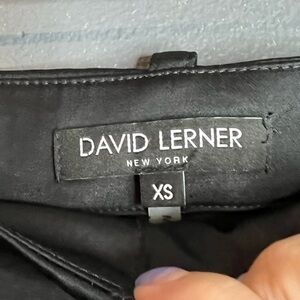 DAVID LERNER
NEW YORK
XS